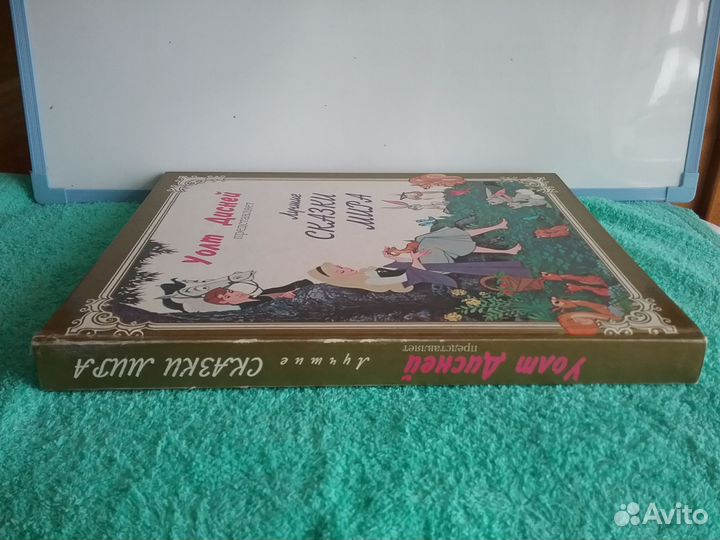 Уолт Дисней
представляет
Лучшие
СКАЗКИ
МИРА
Уолт Дисней
представляет
Лучшие СКАЗКИ МИРА
Avito